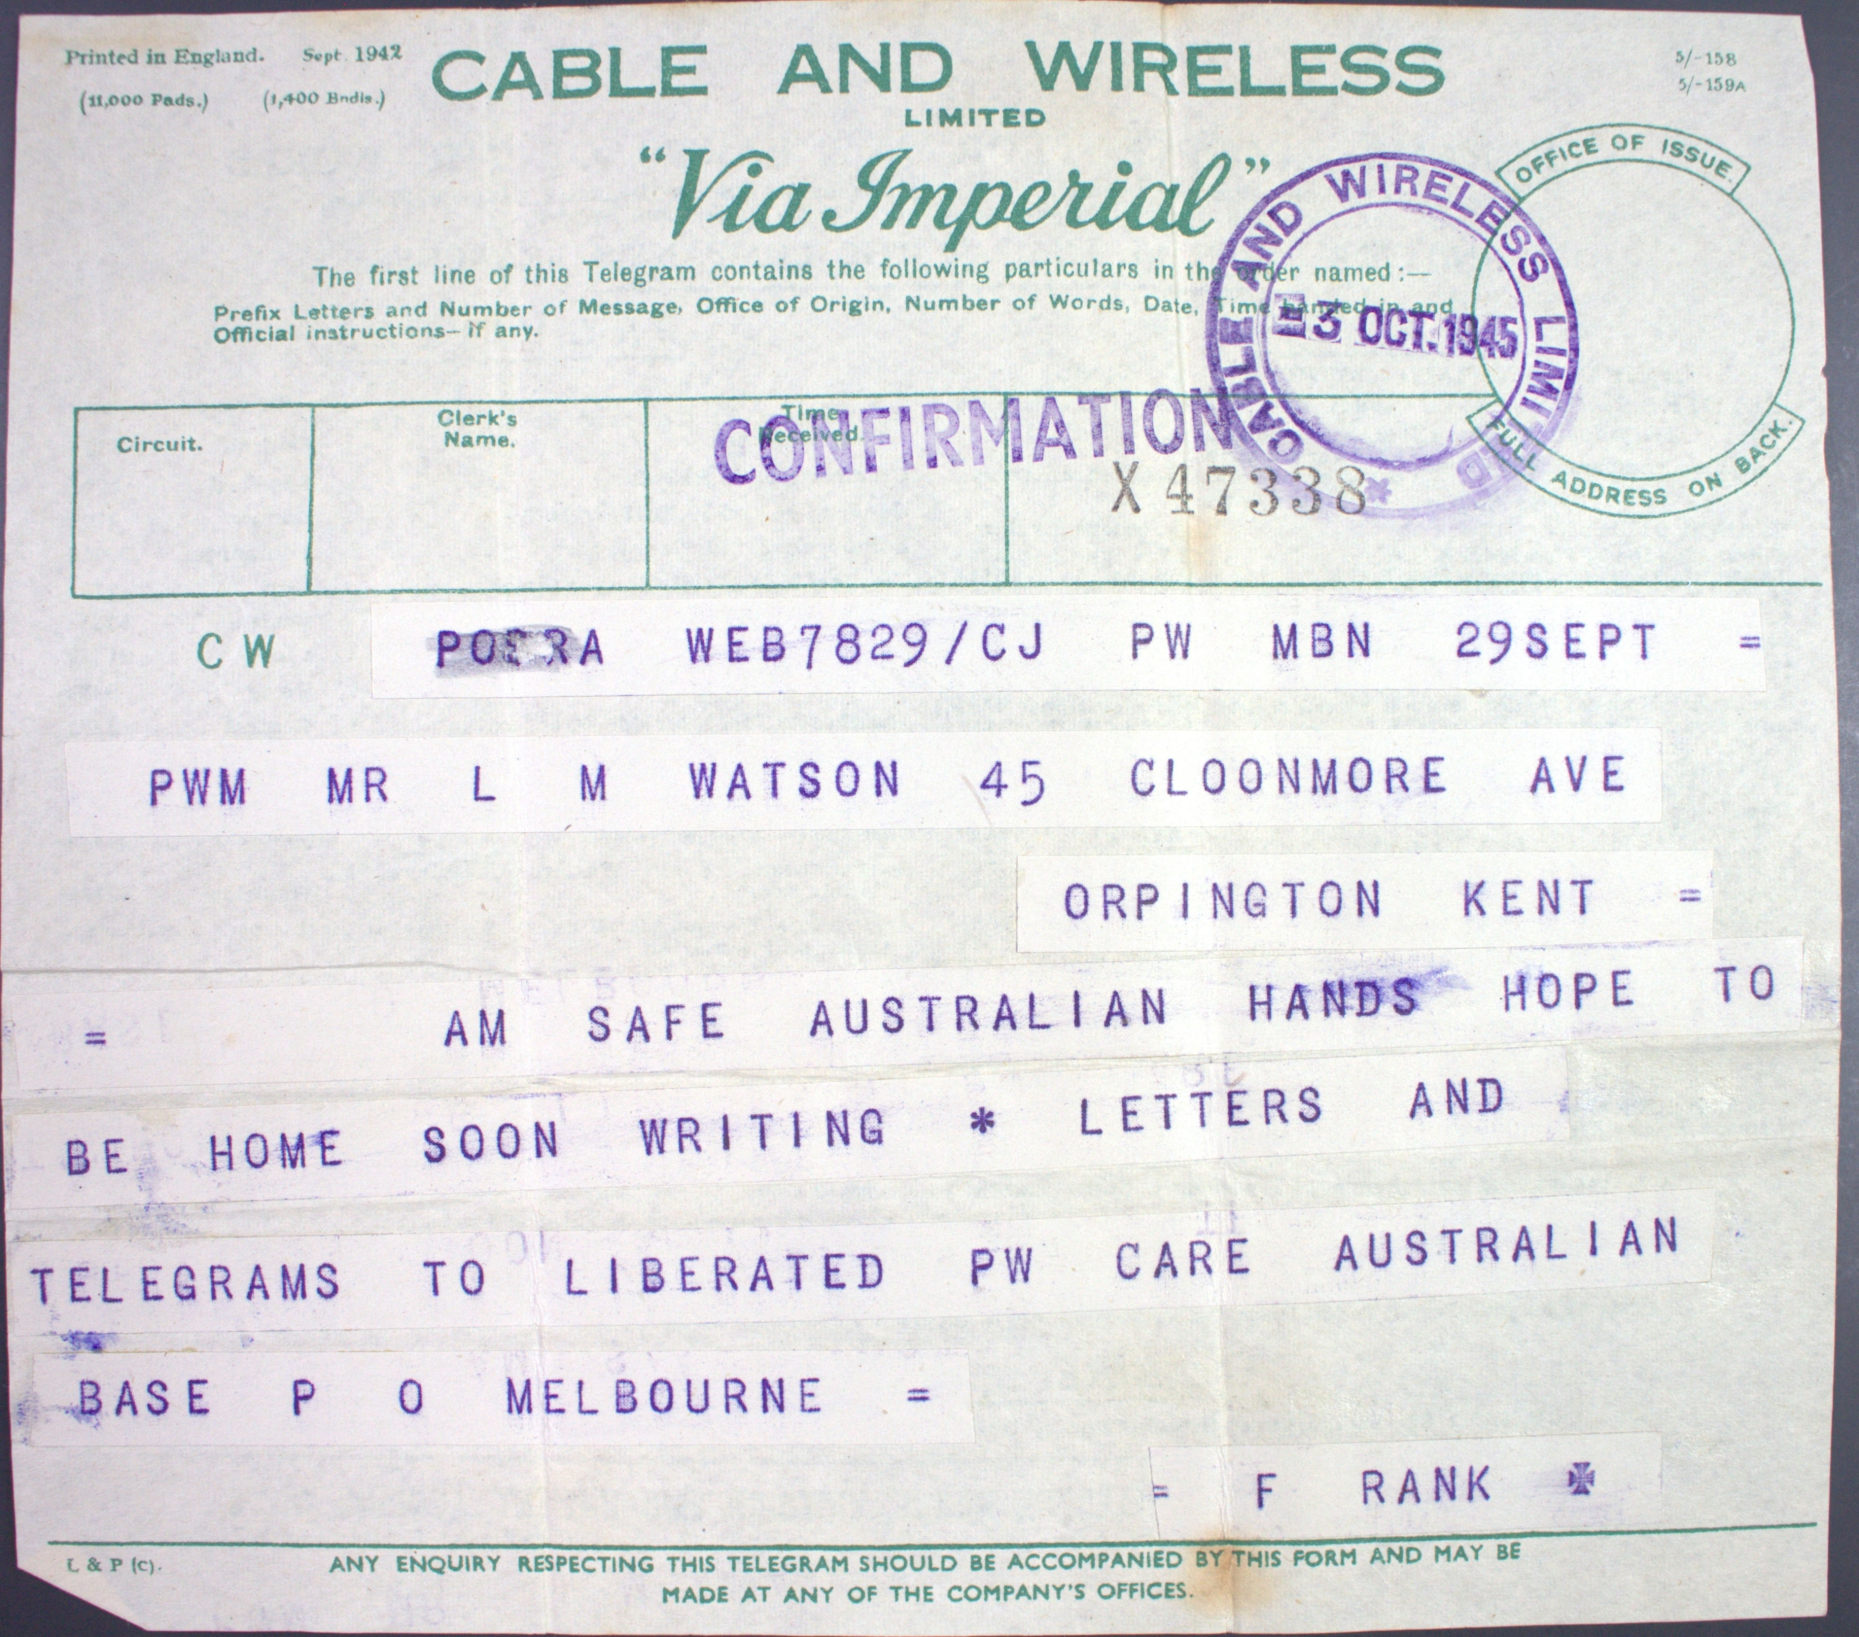 Printed in England. Sept. 1942
(11,000 Pads.) (1,400 Bndls.)
CABLE AND WIRELESS
LIMITED
5/-158
5/-159A
"Via Imperial"
OFFICE OF ISSUE.
FULL ADDRESS ON BACK.
CABLE AND WIRELESS LIMI D
3 OCT. 1945
The first line of this Telegram contains the following particulars in the order named :—
Prefix Letters and Number of Message, Office of Origin, Number of Words, Date, Time handed in and
Official instructions—if any.
Circuit.
Clerk's
Name.
Time
Received.
CONFIRMATION
X 47338
CW WEB7829/CJ PW MBN 29SEPT =
PWM MR L M WATSON 45 CLOONMORE AVE
ORPINGTON KENT =
= AM SAFE AUSTRALIAN HANDS HOPE TO
BE HOME SOON WRITING * LETTERS AND
TELEGRAMS TO LIBERATED PW CARE AUSTRALIAN
BASE P O MELBOURNE =
= F RANK ✠
L & P (C).
ANY ENQUIRY RESPECTING THIS TELEGRAM SHOULD BE ACCOMPANIED BY THIS FORM AND MAY BE
MADE AT ANY OF THE COMPANY'S OFFICES.